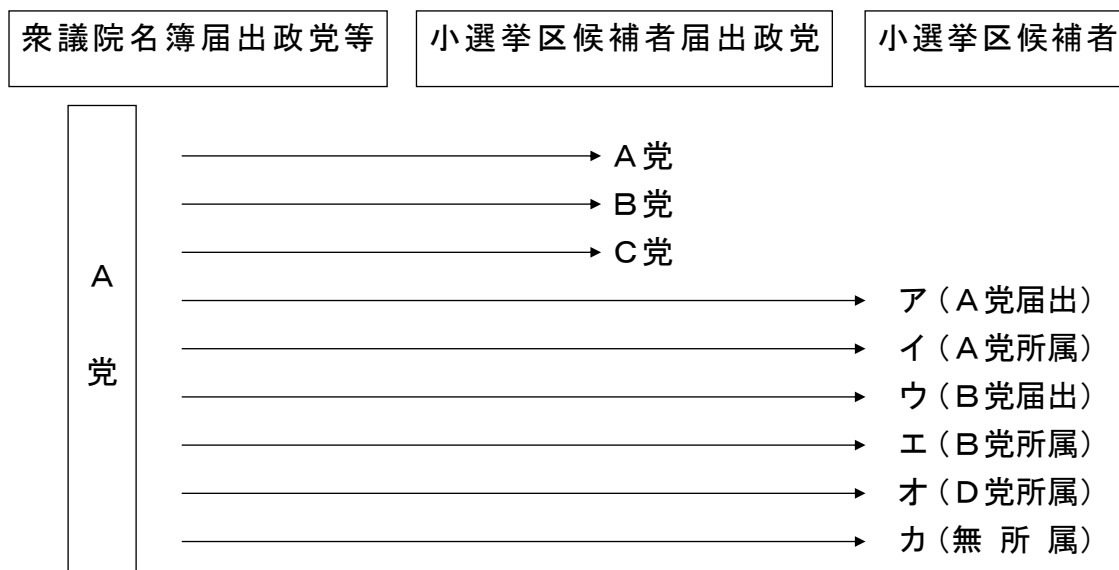 衆議院名簿届出政党等
小選挙区候補者届出政党
小選挙区候補者
A党
A党
B党
C党
ア（A党届出）
イ（A党所属）
ウ（B党届出）
エ（B党所属）
オ（D党所属）
カ（無所属）